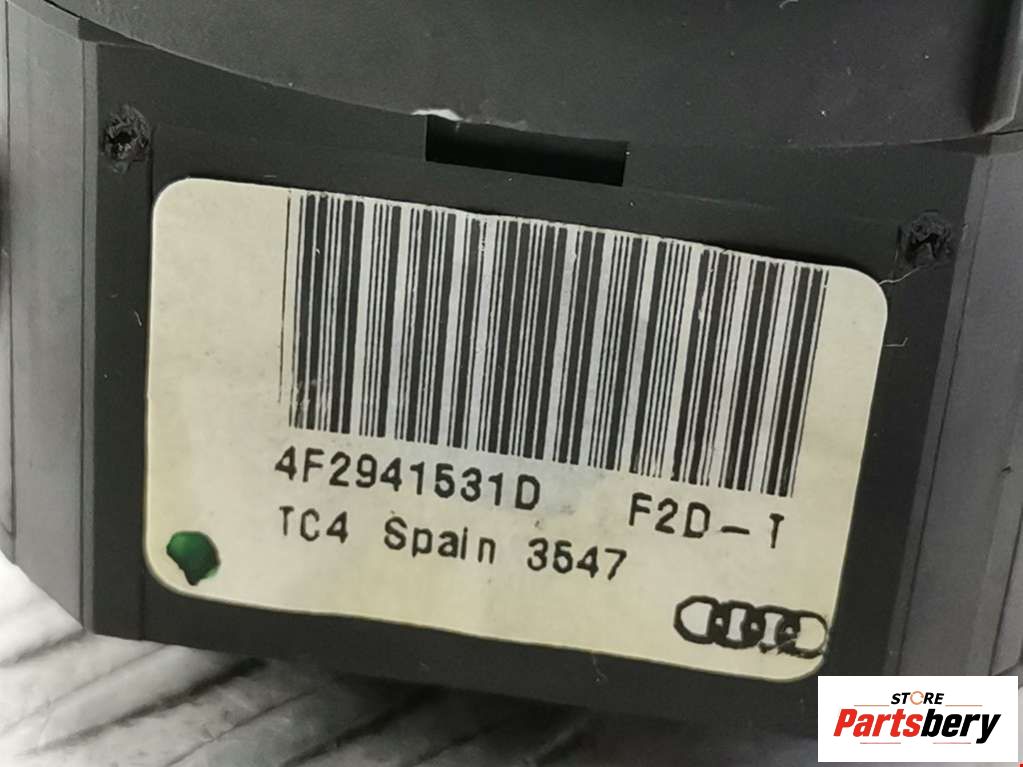 4F2941531D F2D-T
TC4 Spain 3547
STORE
Partsbery